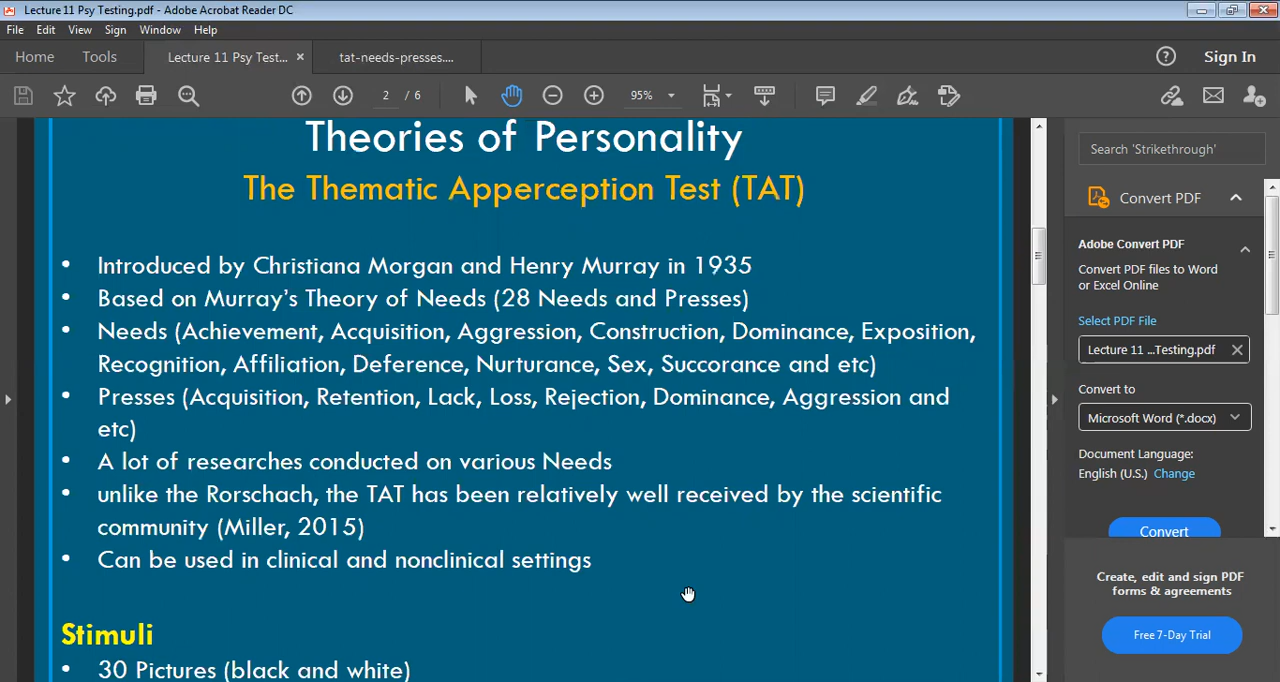 Lecture 11 Psy Testing.pdf - Adobe Acrobat Reader DC
File Edit View Sign Window Help
Home Tools Lecture 11 Psy Test... × tat-needs-presses.... Sign In
2 / 6 95%
Theories of Personality
The Thematic Apperception Test (TAT)
• Introduced by Christiana Morgan and Henry Murray in 1935
• Based on Murray's Theory of Needs (28 Needs and Presses)
• Needs (Achievement, Acquisition, Aggression, Construction, Dominance, Exposition,
Recognition, Affiliation, Deference, Nurturance, Sex, Succorance and etc)
• Presses (Acquisition, Retention, Lack, Loss, Rejection, Dominance, Aggression and
etc)
• A lot of researches conducted on various Needs
• unlike the Rorschach, the TAT has been relatively well received by the scientific
community (Miller, 2015)
• Can be used in clinical and nonclinical settings
Stimuli
• 30 Pictures (black and white)
Search 'Strikethrough'
Convert PDF
Adobe Convert PDF
Convert PDF files to Word
or Excel Online
Select PDF File
Lecture 11 ...Testing.pdf
Convert to
Microsoft Word (*.docx)
Document Language:
English (U.S.) Change
Convert
Create, edit and sign PDF
forms & agreements
Free 7-Day Trial